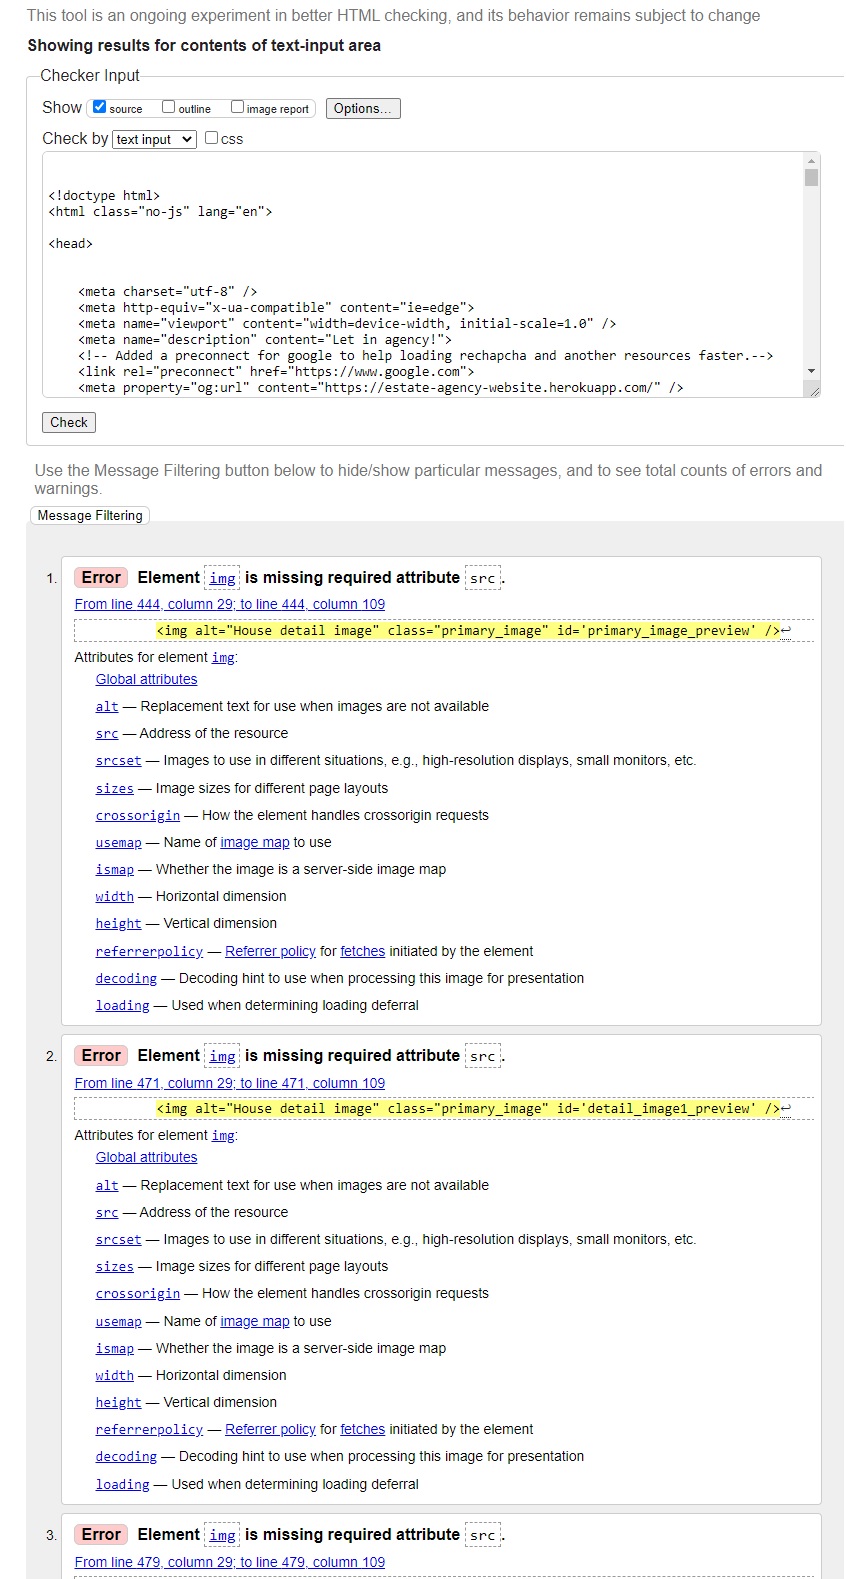 This tool is an ongoing experiment in better HTML checking, and its behavior remains subject to change
Showing results for contents of text-input area
Checker Input
Show source outline image report Options...
Check by text input css
<!doctype html>
<html class="no-js" lang="en">
<head>
<meta charset="utf-8" />
<meta http-equiv="x-ua-compatible" content="ie=edge">
<meta name="viewport" content="width=device-width, initial-scale=1.0" />
<meta name="description" content="Let in agency!">
<!-- Added a preconnect for google to help loading rechapcha and another resources faster.-->
<link rel="preconnect" href="https://www.google.com">
<meta property="og:url" content="https://estate-agency-website.herokuapp.com/" />
Check
Use the Message Filtering button below to hide/show particular messages, and to see total counts of errors and
warnings.
Message Filtering
1. Error Element img is missing required attribute src.
From line 444, column 29; to line 444, column 109
<img alt="House detail image" class="primary_image" id='primary_image_preview' />↩
Attributes for element img:
Global attributes
alt — Replacement text for use when images are not available
src — Address of the resource
srcset — Images to use in different situations, e.g., high-resolution displays, small monitors, etc.
sizes — Image sizes for different page layouts
crossorigin — How the element handles crossorigin requests
usemap — Name of image map to use
ismap — Whether the image is a server-side image map
width — Horizontal dimension
height — Vertical dimension
referrerpolicy — Referrer policy for fetches initiated by the element
decoding — Decoding hint to use when processing this image for presentation
loading — Used when determining loading deferral
2. Error Element img is missing required attribute src.
From line 471, column 29; to line 471, column 109
<img alt="House detail image" class="primary_image" id='detail_image1_preview' />↩
Attributes for element img:
Global attributes
alt — Replacement text for use when images are not available
src — Address of the resource
srcset — Images to use in different situations, e.g., high-resolution displays, small monitors, etc.
sizes — Image sizes for different page layouts
crossorigin — How the element handles crossorigin requests
usemap — Name of image map to use
ismap — Whether the image is a server-side image map
width — Horizontal dimension
height — Vertical dimension
referrerpolicy — Referrer policy for fetches initiated by the element
decoding — Decoding hint to use when processing this image for presentation
loading — Used when determining loading deferral
3. Error Element img is missing required attribute src.
From line 479, column 29; to line 479, column 109